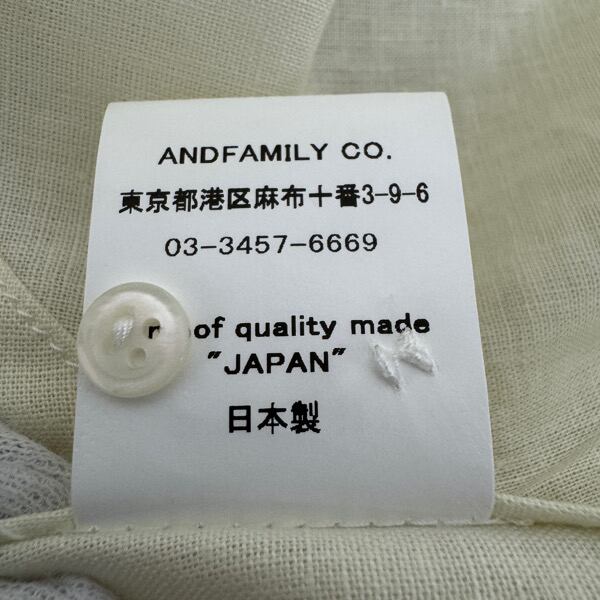 ANDFAMILY CO.
東京都港区麻布十番3-9-6
03-3457-6669
of quality made
"JAPAN"
日本製